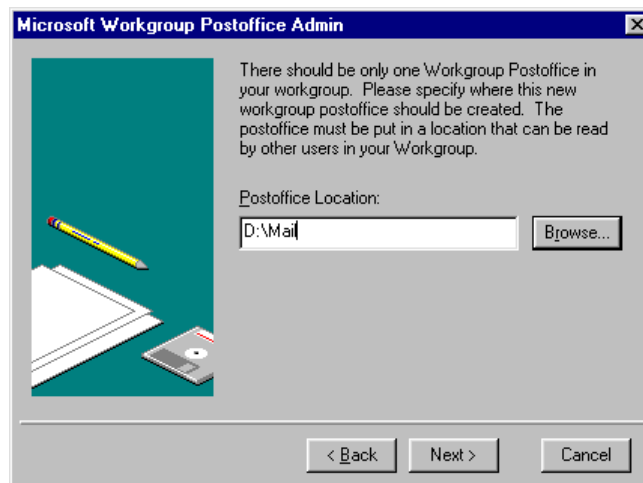 Microsoft Workgroup Postoffice Admin
There should be only one Workgroup Postoffice in
your workgroup. Please specify where this new
workgroup postoffice should be created. The
postoffice must be put in a location that can be read
by other users in your Workgroup.
Postoffice Location:
D:\Mail
Browse...
< Back
Next >
Cancel